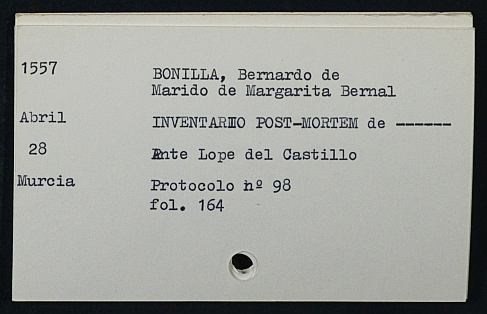 1557
BONILLA, Bernardo de
Marido de Margarita Bernal
Abril
INVENTARIO POST-MORTEM de ------
28
Ante Lope del Castillo
Murcia
Protocolo nº 98
fol. 164